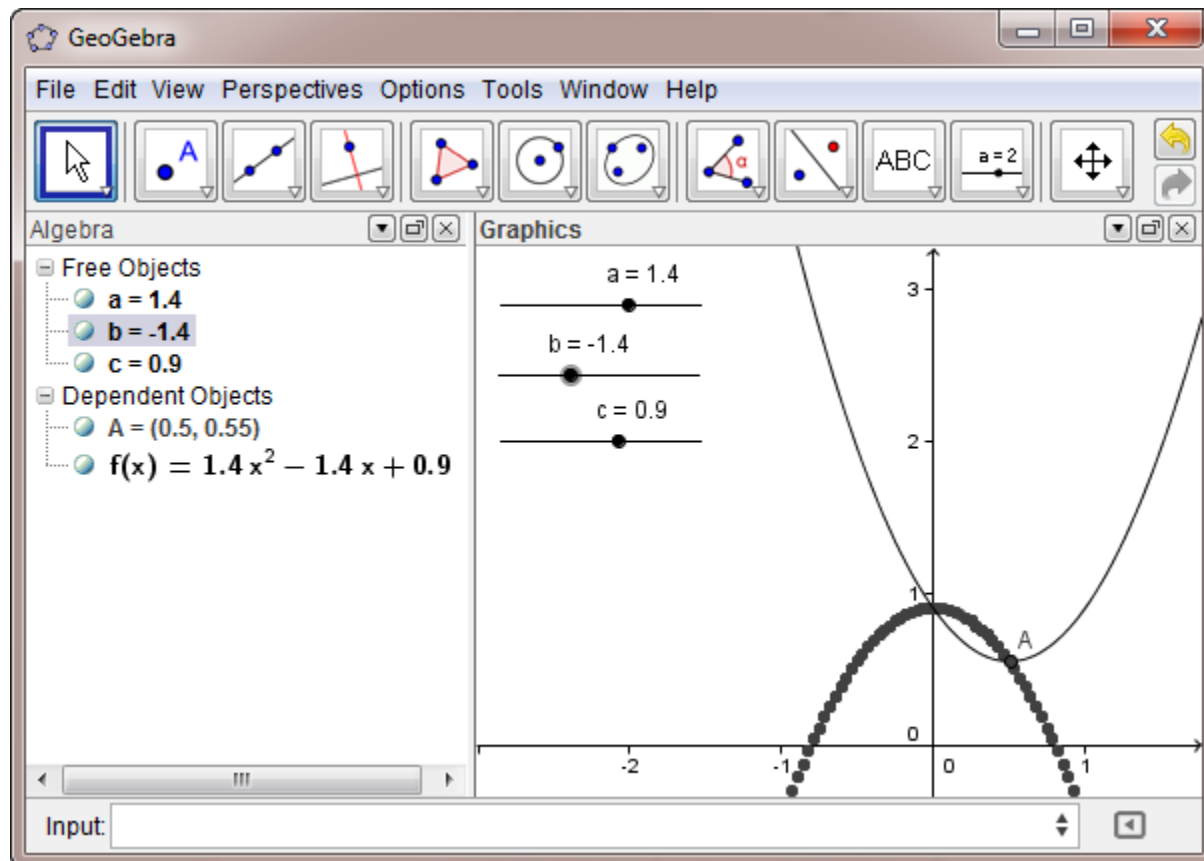 GeoGebra
File Edit View Perspectives Options Tools Window Help
A
α
ABC
a = 2
Algebra
Free Objects
a = 1.4
b = -1.4
c = 0.9
Dependent Objects
A = (0.5, 0.55)
f(x) = 1.4 x² − 1.4 x + 0.9
Graphics
a = 1.4
b = -1.4
c = 0.9
3
2
1
A
0
-2 -1 0 1
Input: